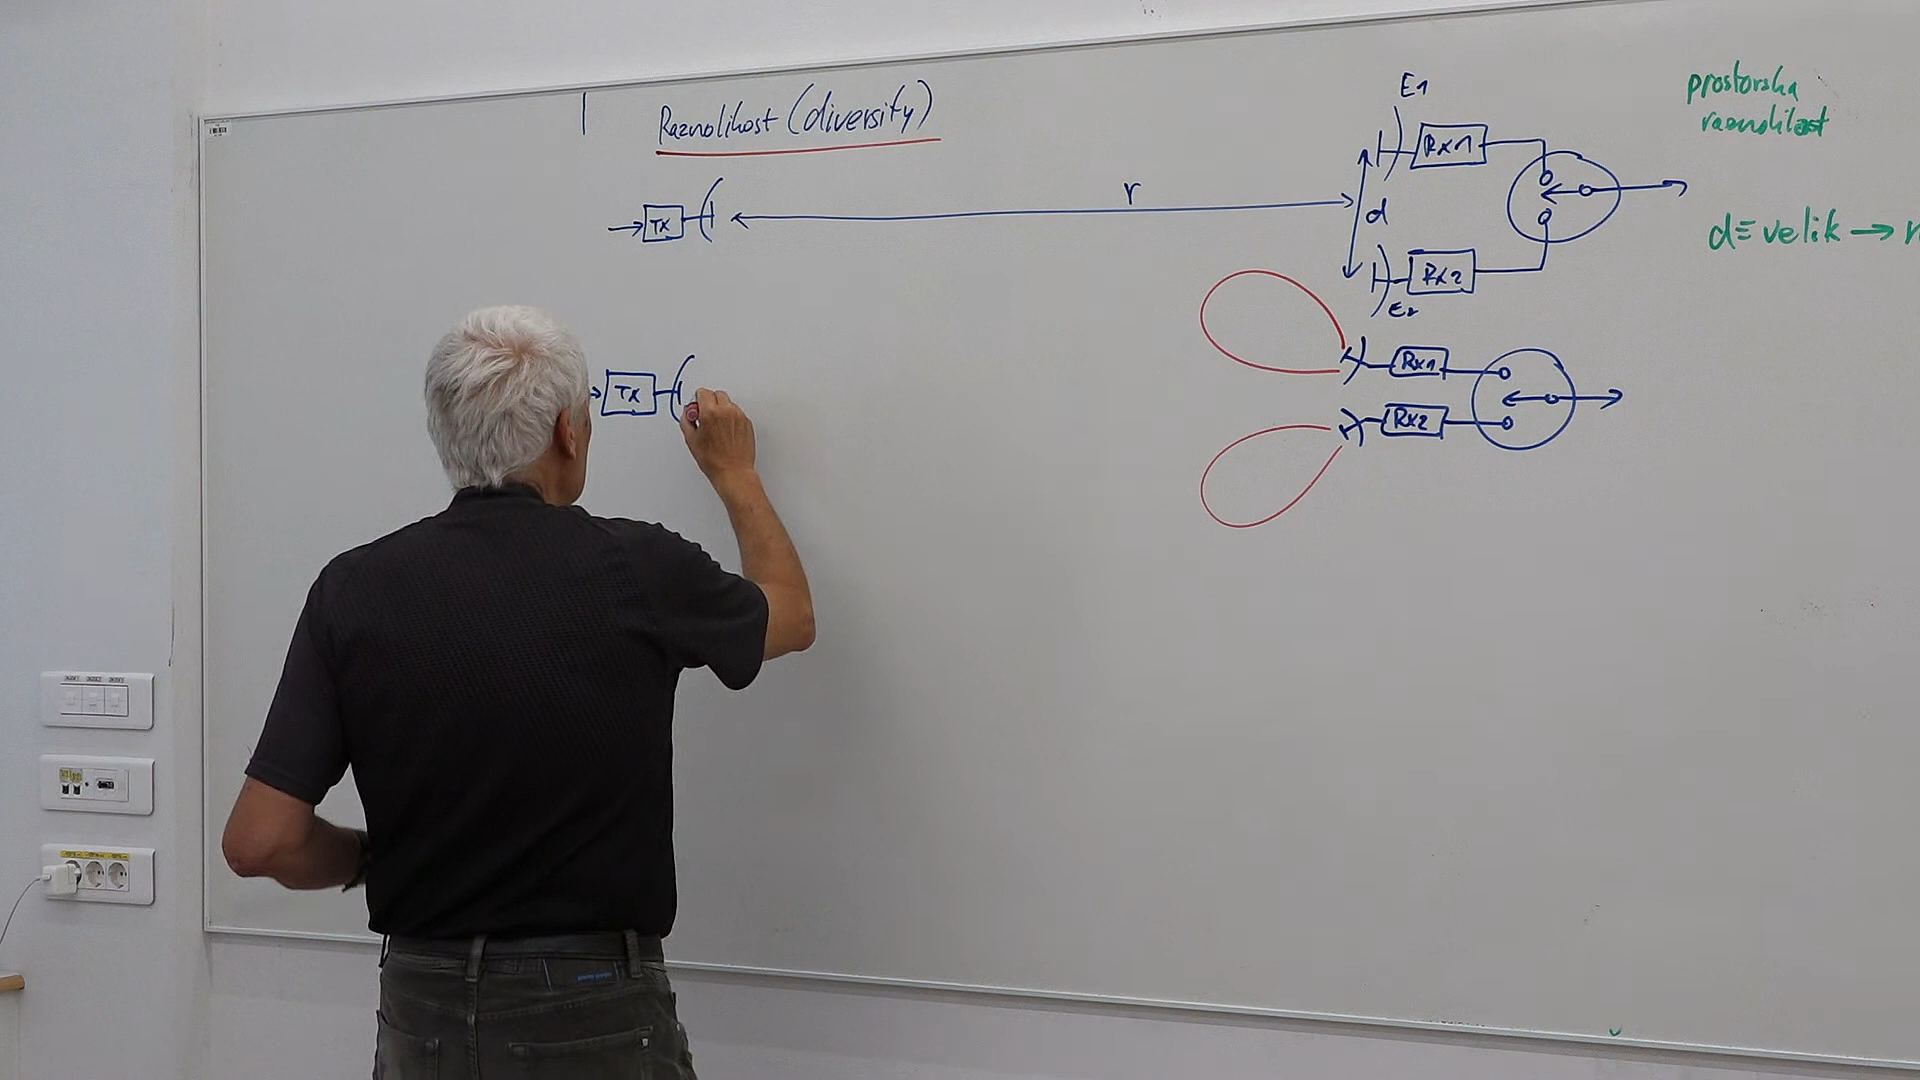 Raznolikost (diversity)
E1
prostorska
raznolikost
Rx1
TX
r
d
d ≡ velik →
Rx2
E2
TX
Rx1
Rx2